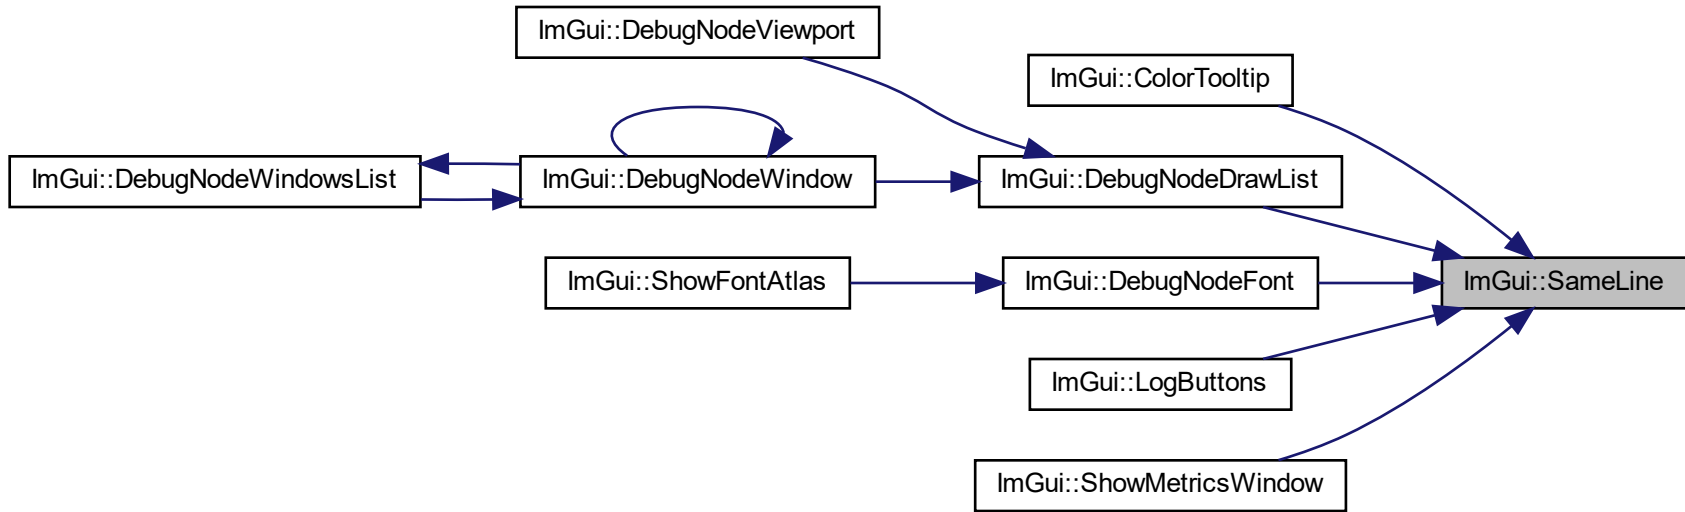 ImGui::DebugNodeViewport
ImGui::ColorTooltip
ImGui::DebugNodeWindowsList
ImGui::DebugNodeWindow
ImGui::DebugNodeDrawList
ImGui::ShowFontAtlas
ImGui::DebugNodeFont
ImGui::SameLine
ImGui::LogButtons
ImGui::ShowMetricsWindow